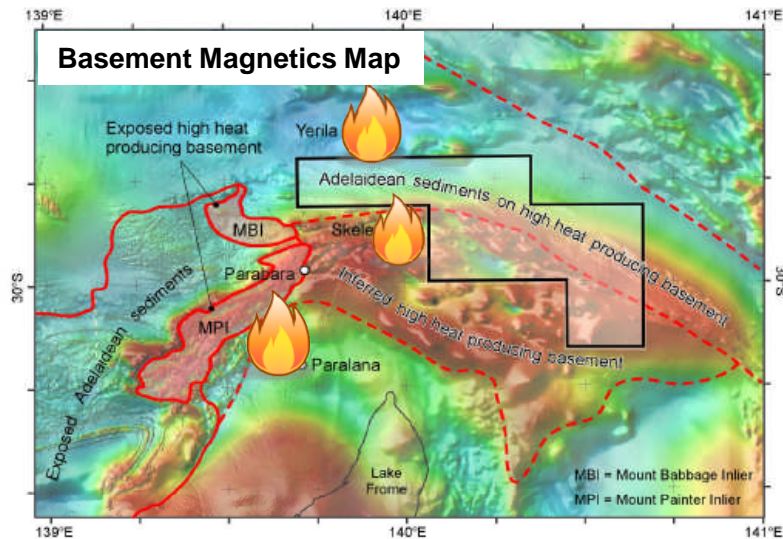 139°E
140°E
141°E
Basement Magnetics Map
Exposed high heat
producing basement
Yerila
Adelaidean sediments on high heat producing basement
MBI
Skele
Parabara
Inferred high heat producing basement
30°S
30°S
MPI
Exposed Adelaidean sediments
Paralana
Lake
Frome
MBI = Mount Babbage Inlier
MPI = Mount Painter Inlier
139°E
140°E
141°E